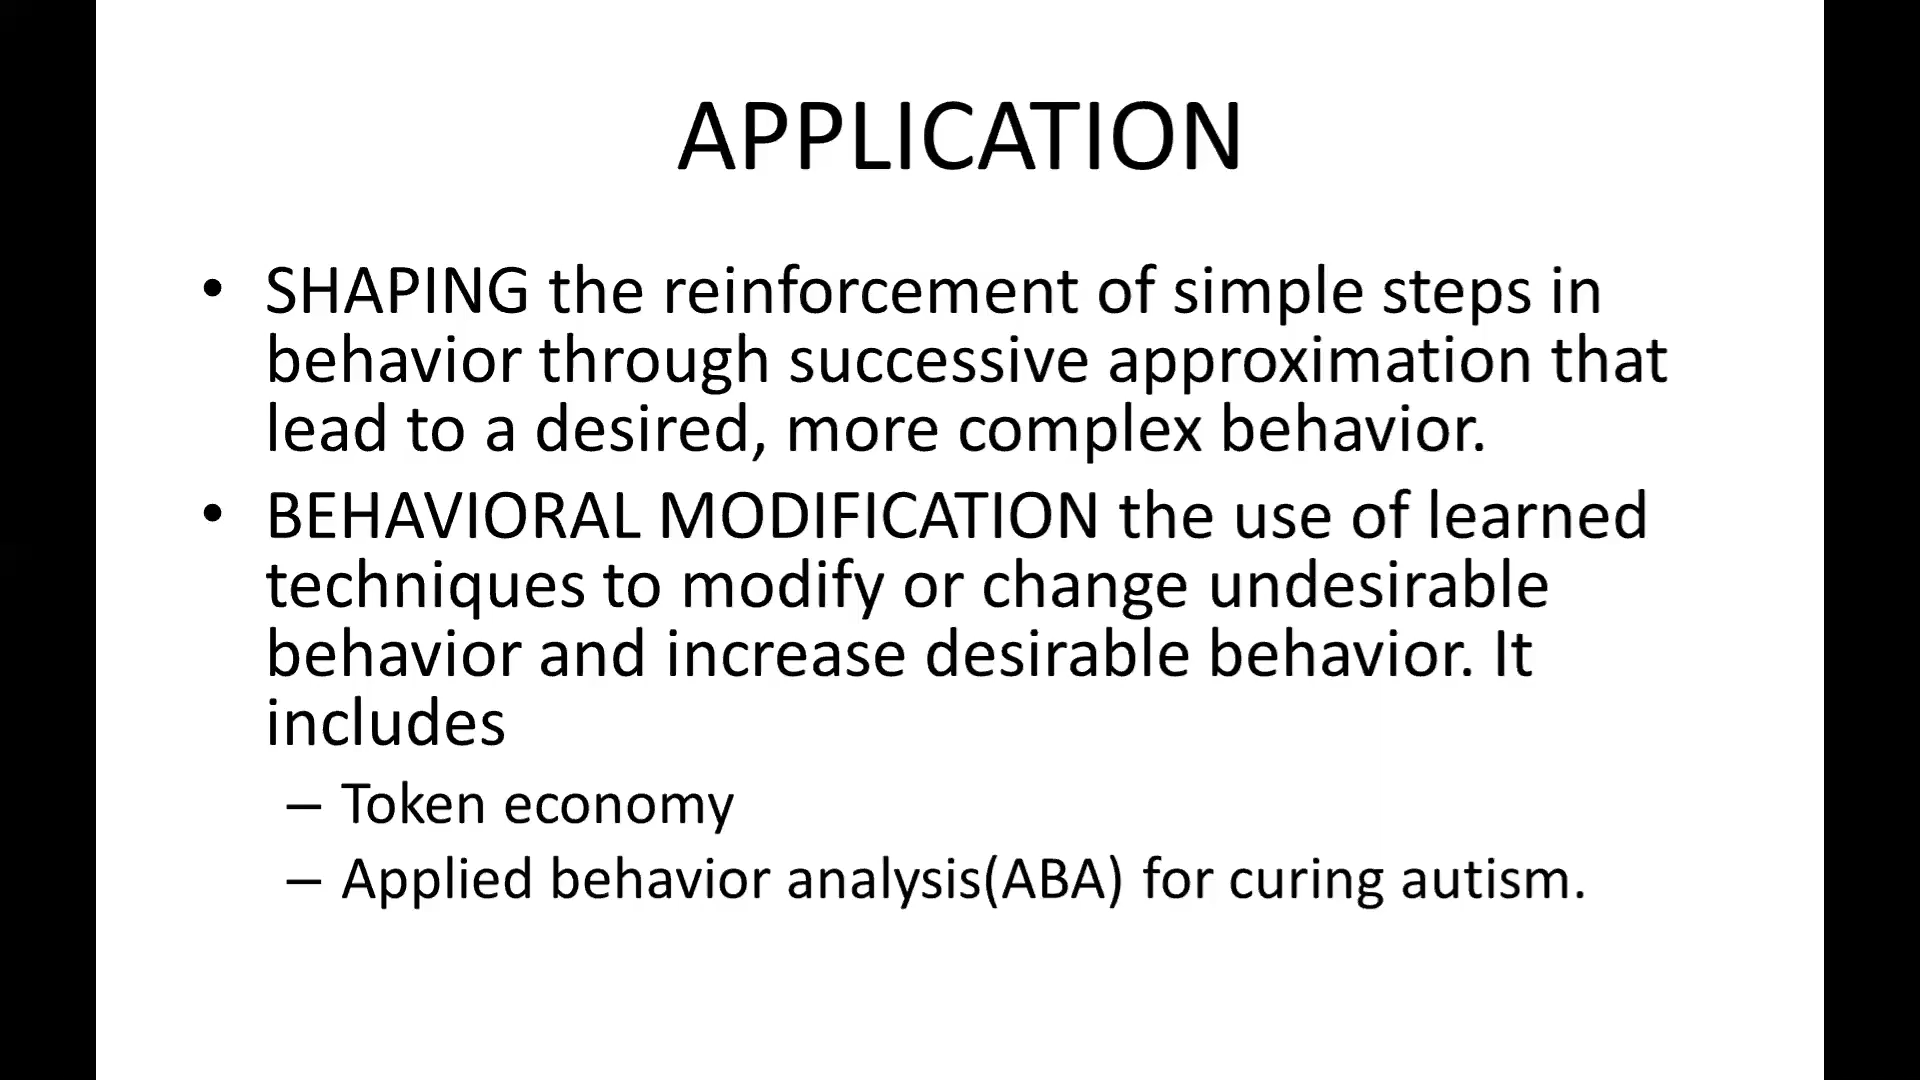 APPLICATION
• SHAPING the reinforcement of simple steps in
behavior through successive approximation that
lead to a desired, more complex behavior.
• BEHAVIORAL MODIFICATION the use of learned
techniques to modify or change undesirable
behavior and increase desirable behavior. It
includes
– Token economy
– Applied behavior analysis(ABA) for curing autism.